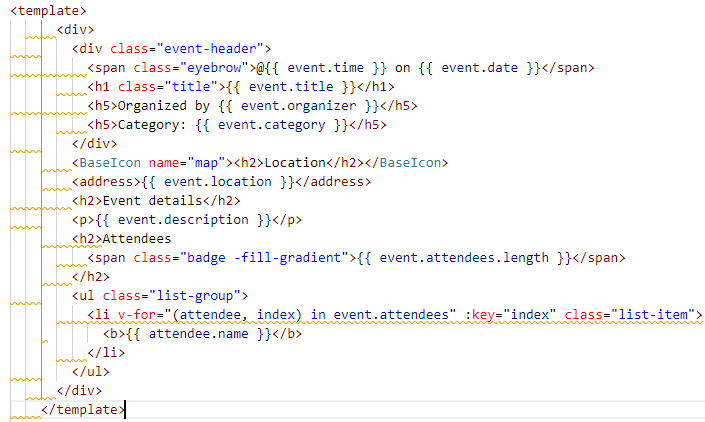 <template>
<div>
<div class="event-header">
<span class="eyebrow">@{{ event.time }} on {{ event.date }}</span>
<h1 class="title">{{ event.title }}</h1>
<h5>Organized by {{ event.organizer }}</h5>
<h5>Category: {{ event.category }}</h5>
</div>
<BaseIcon name="map"><h2>Location</h2></BaseIcon>
<address>{{ event.location }}</address>
<h2>Event details</h2>
<p>{{ event.description }}</p>
<h2>Attendees
<span class="badge -fill-gradient">{{ event.attendees.length }}</span>
</h2>
<ul class="list-group">
<li v-for="(attendee, index) in event.attendees" :key="index" class="list-item">
<b>{{ attendee.name }}</b>
</li>
</ul>
</div>
</template>